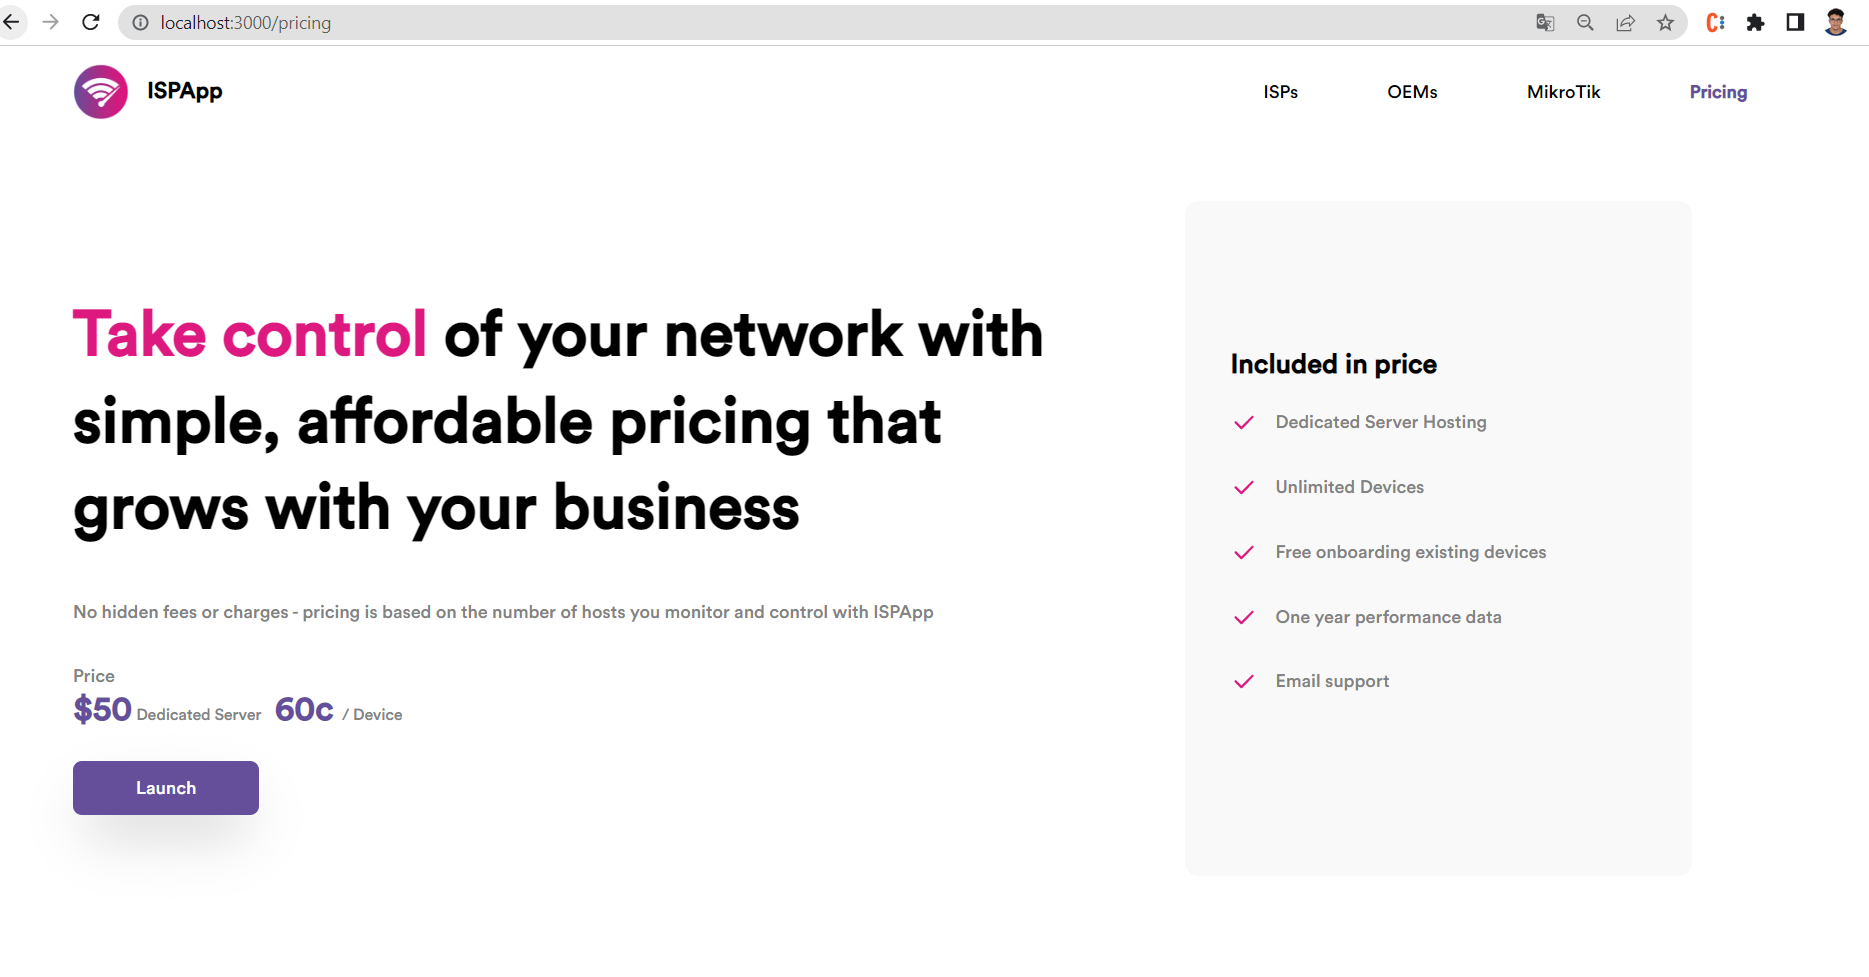 localhost:3000/pricing
ISPApp
ISPs
OEMs
MikroTik
Pricing
Take control of your network with
simple, affordable pricing that
grows with your business
No hidden fees or charges - pricing is based on the number of hosts you monitor and control with ISPApp
Price
$50 Dedicated Server 60c / Device
Launch
Included in price
Dedicated Server Hosting
Unlimited Devices
Free onboarding existing devices
One year performance data
Email support